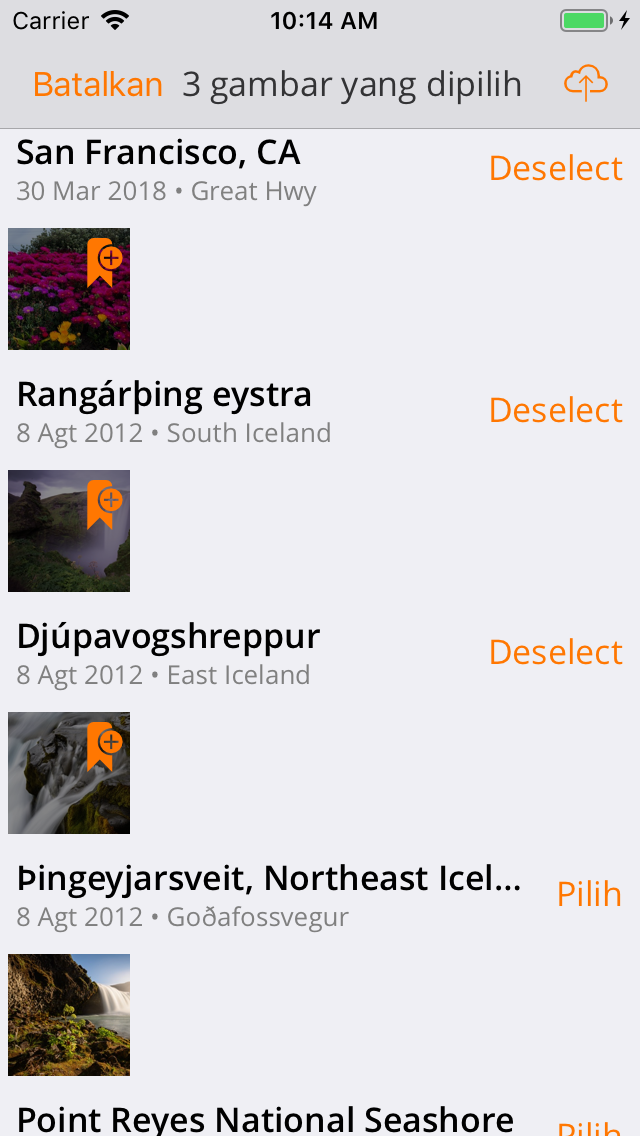 Carrier 10:14 AM
Batalkan 3 gambar yang dipilih
San Francisco, CA
Deselect
30 Mar 2018 • Great Hwy
Rangárþing eystra
Deselect
8 Agt 2012 • South Iceland
Djúpavogshreppur
Deselect
8 Agt 2012 • East Iceland
Þingeyjarsveit, Northeast Icel...
Pilih
8 Agt 2012 • Goðafossvegur
Point Reyes National Seashore
Pilih